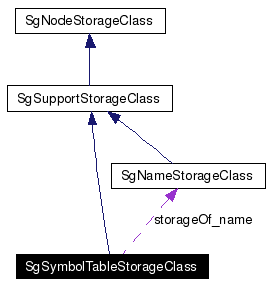 SgNodeStorageClass
SgSupportStorageClass
SgNameStorageClass
storageOf_name
SgSymbolTableStorageClass